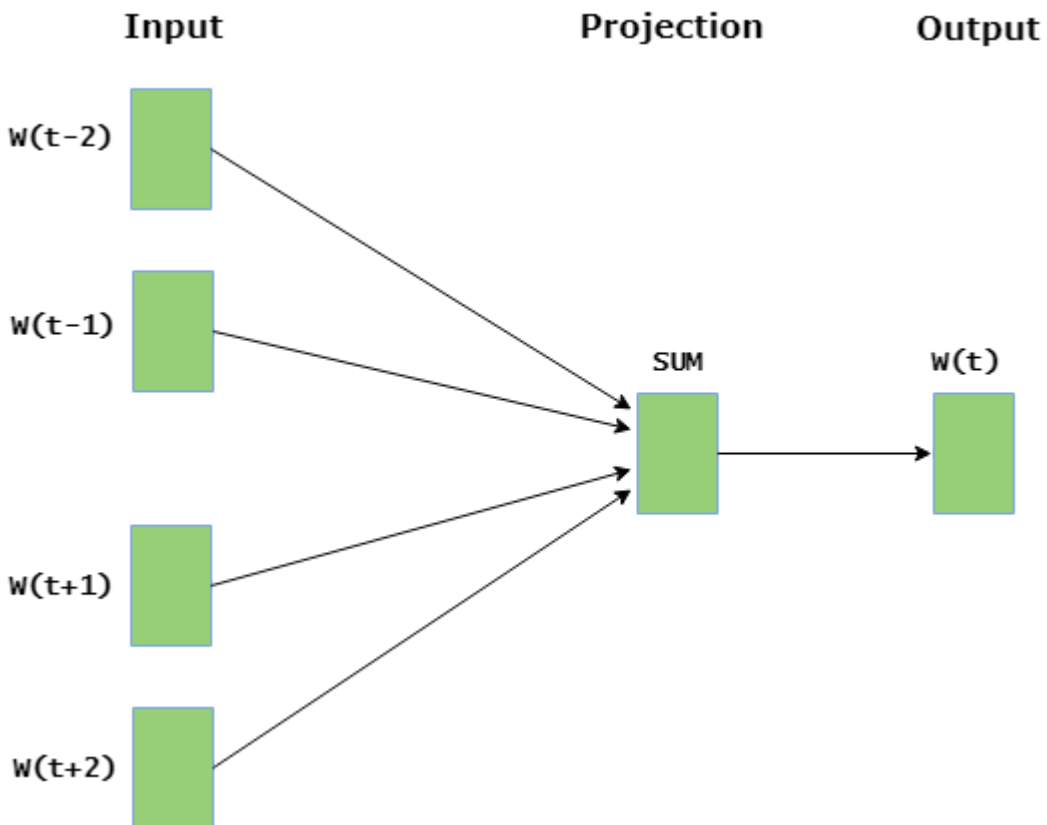 Input Projection Output
W(t-2)
W(t-1)
SUM W(t)
W(t+1)
W(t+2)